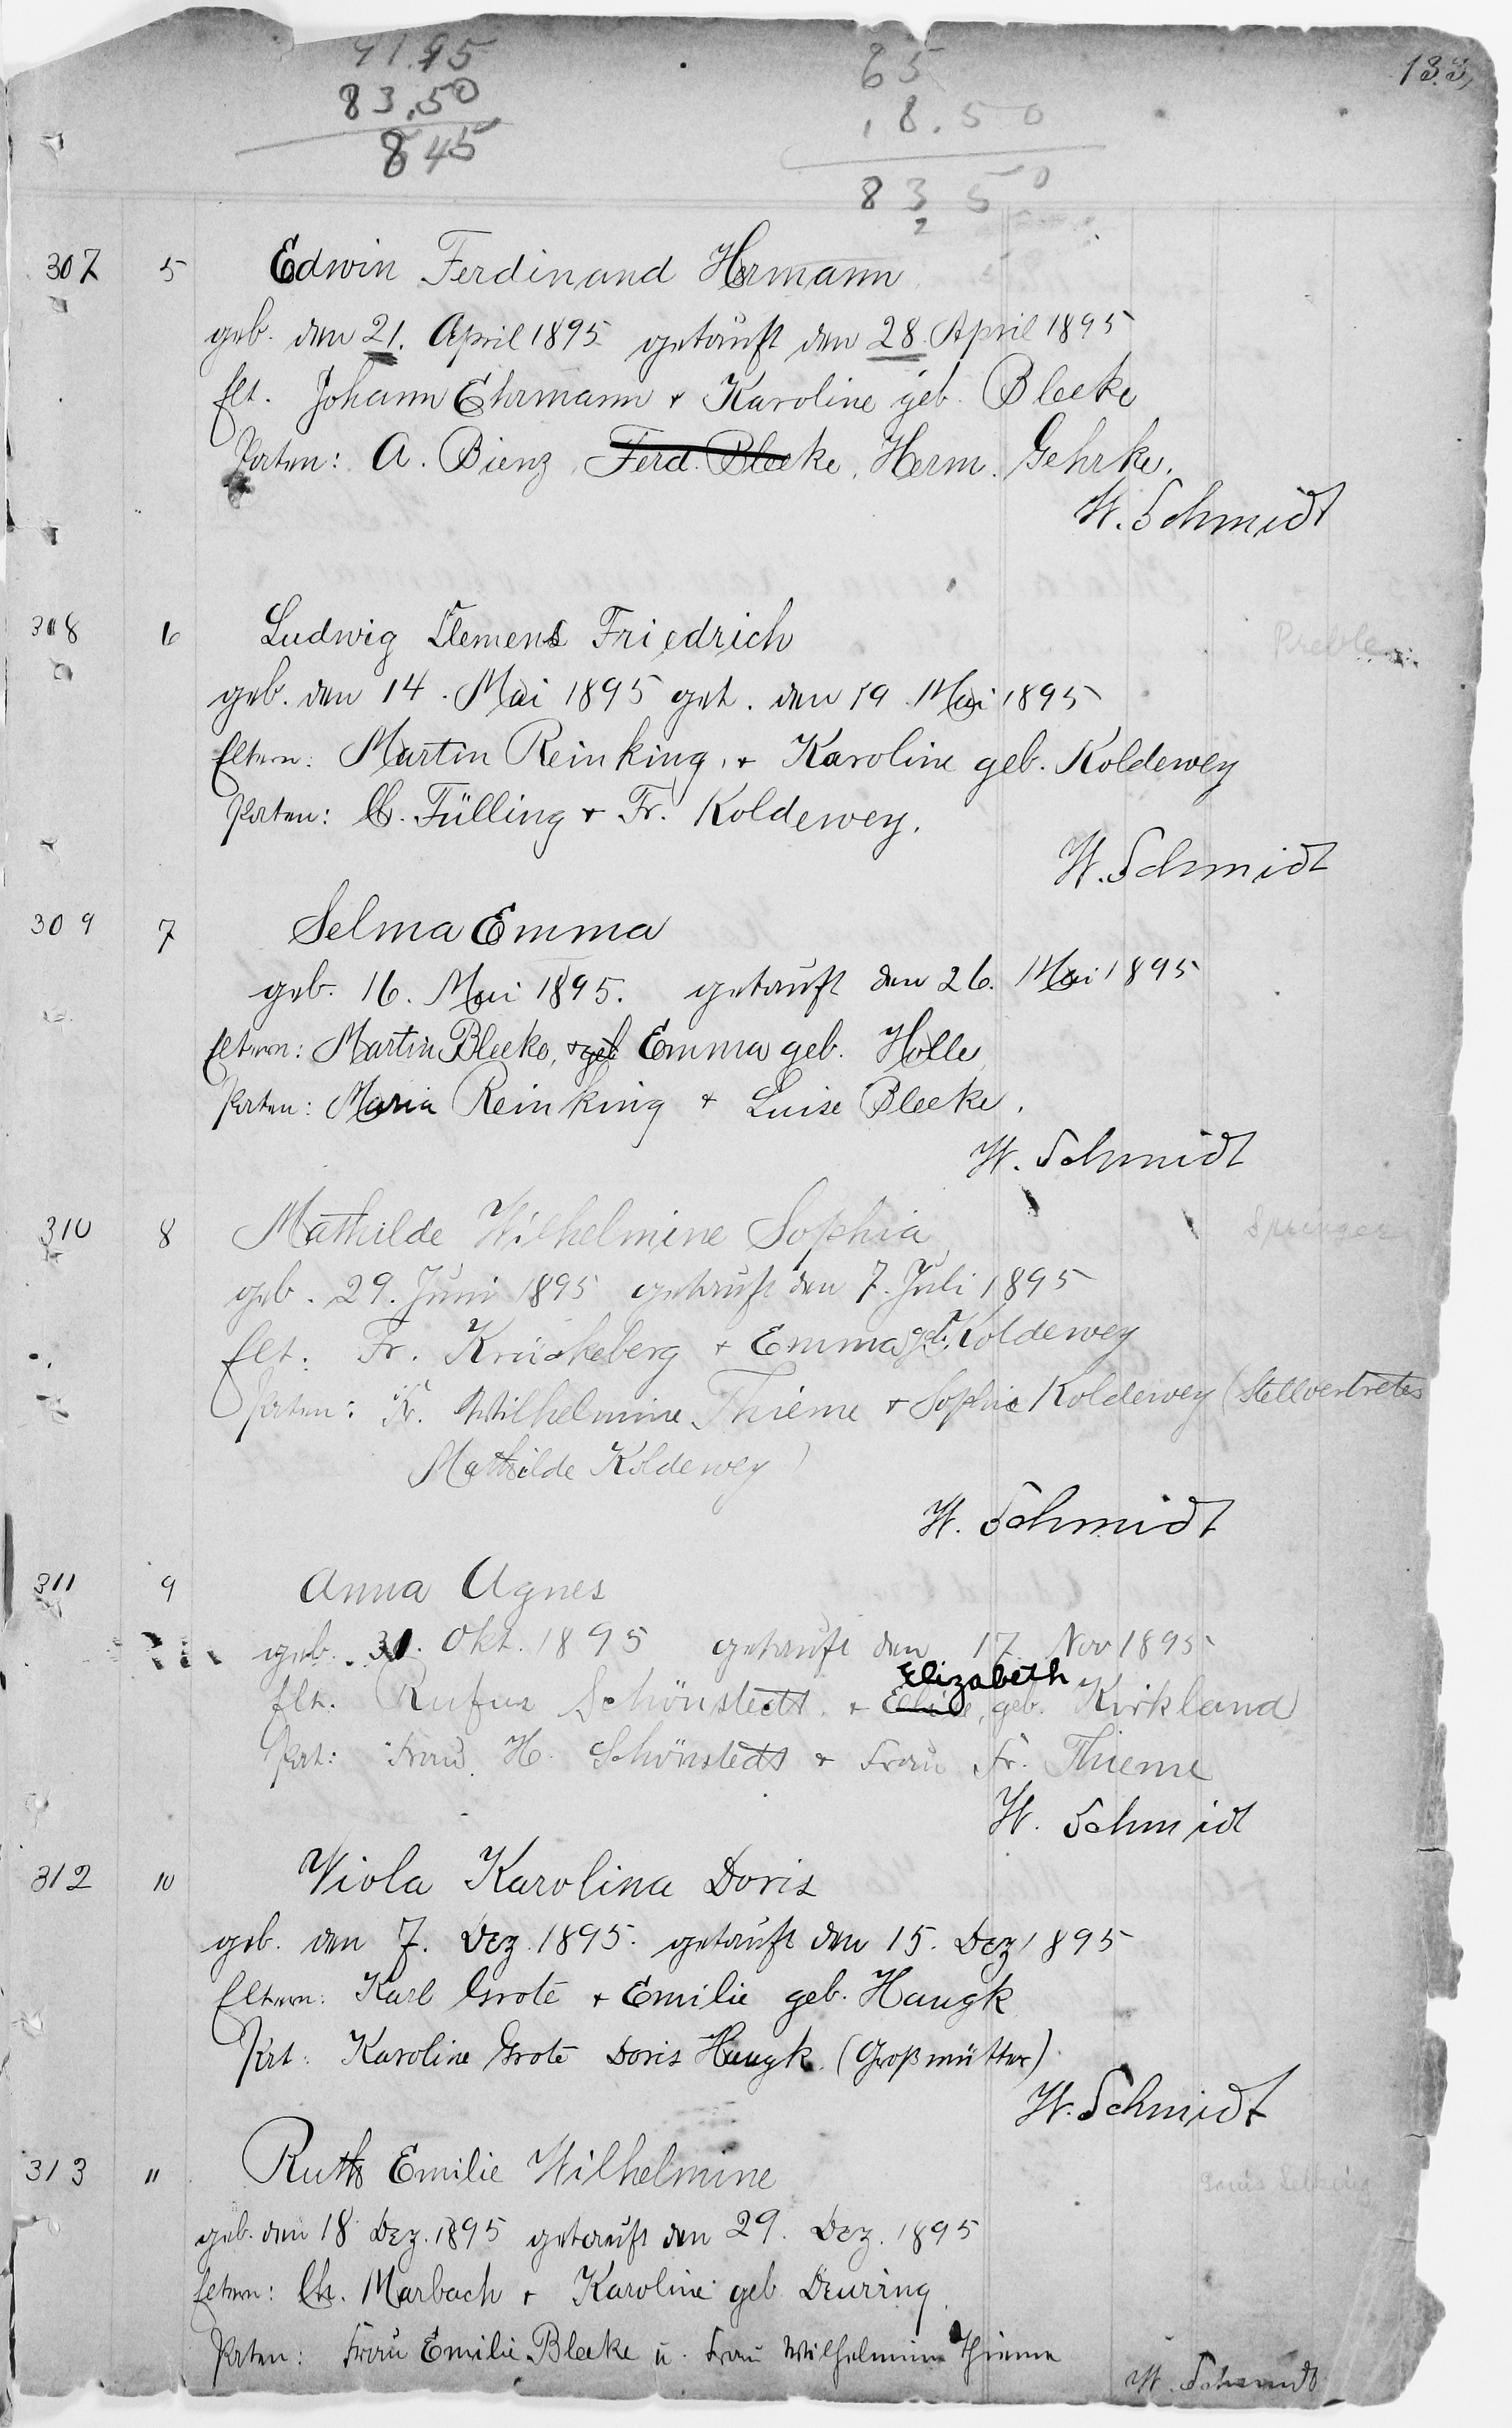 41.45
83.50
845
65
18.50
83 50
2
133,
307 5 Edwin Ferdinand Hermann
geb. den 21. April 1895 getauft den 28. April 1895
Elt. Johann Ehrmann + Karoline geb. Bleeke
Paten: A. Bienz, Ferd. Bleeke, Herm. Gehrke.
W. Schmidt
308 6 Ludwig Clemens Friedrich
Preble
geb. den 14. Mai 1895 get. den 19. Mai 1895
Eltern: Martin Reinking, + Karoline geb. Koldewey
Paten: C. Fülling + Fr. Koldewey.
W. Schmidt
309 7 Selma Emma
geb. 16. Mai 1895. getauft den 26. Mai 1895
Eltern: Martin Bleeke, + geb Emma geb. Holle
Paten: Maria Reinking + Luise Bleeke.
W. Schmidt
310 8 Mathilde Wilhelmine Sophia
Springer
geb. 29. Juni 1895 getauft den 7. Juli 1895
Elt: Fr. Krückeberg + Emma geb. Koldewey
Paten: Fr. Wilhelmine Thieme + Sophie Koldewey (Stellvertreter
Mathilde Koldewey)
W. Schmidt
311 9 Anna Agnes
geb. 31. Okt. 1895 getauft den 17. Nov 1895
Elizabeth
Elt. Rufus Schönstedt, + Elise, geb. Kirkland
Pat: Frau H. Schönstedt + Frau Fr. Thieme
W. Schmidt
312 10 Viola Karolina Doris
geb. den 7. Dez. 1895. getauft den 15. Dez 1895
Eltern: Karl Grote + Emilie geb. Haugk
Pat: Karoline Grote Doris Haugk. (Großmütter)
W. Schmidt
313 11 Ruth Emilie Wilhelmine
geb. den 18 Dez. 1895 getauft den 29. Dez. 1895
Eltern: Ch. Marbach + Karoline geb Deuring
Paten: Frau Emilie Bleeke u. Frau Wilhelmine Thieme
W. Schmidt